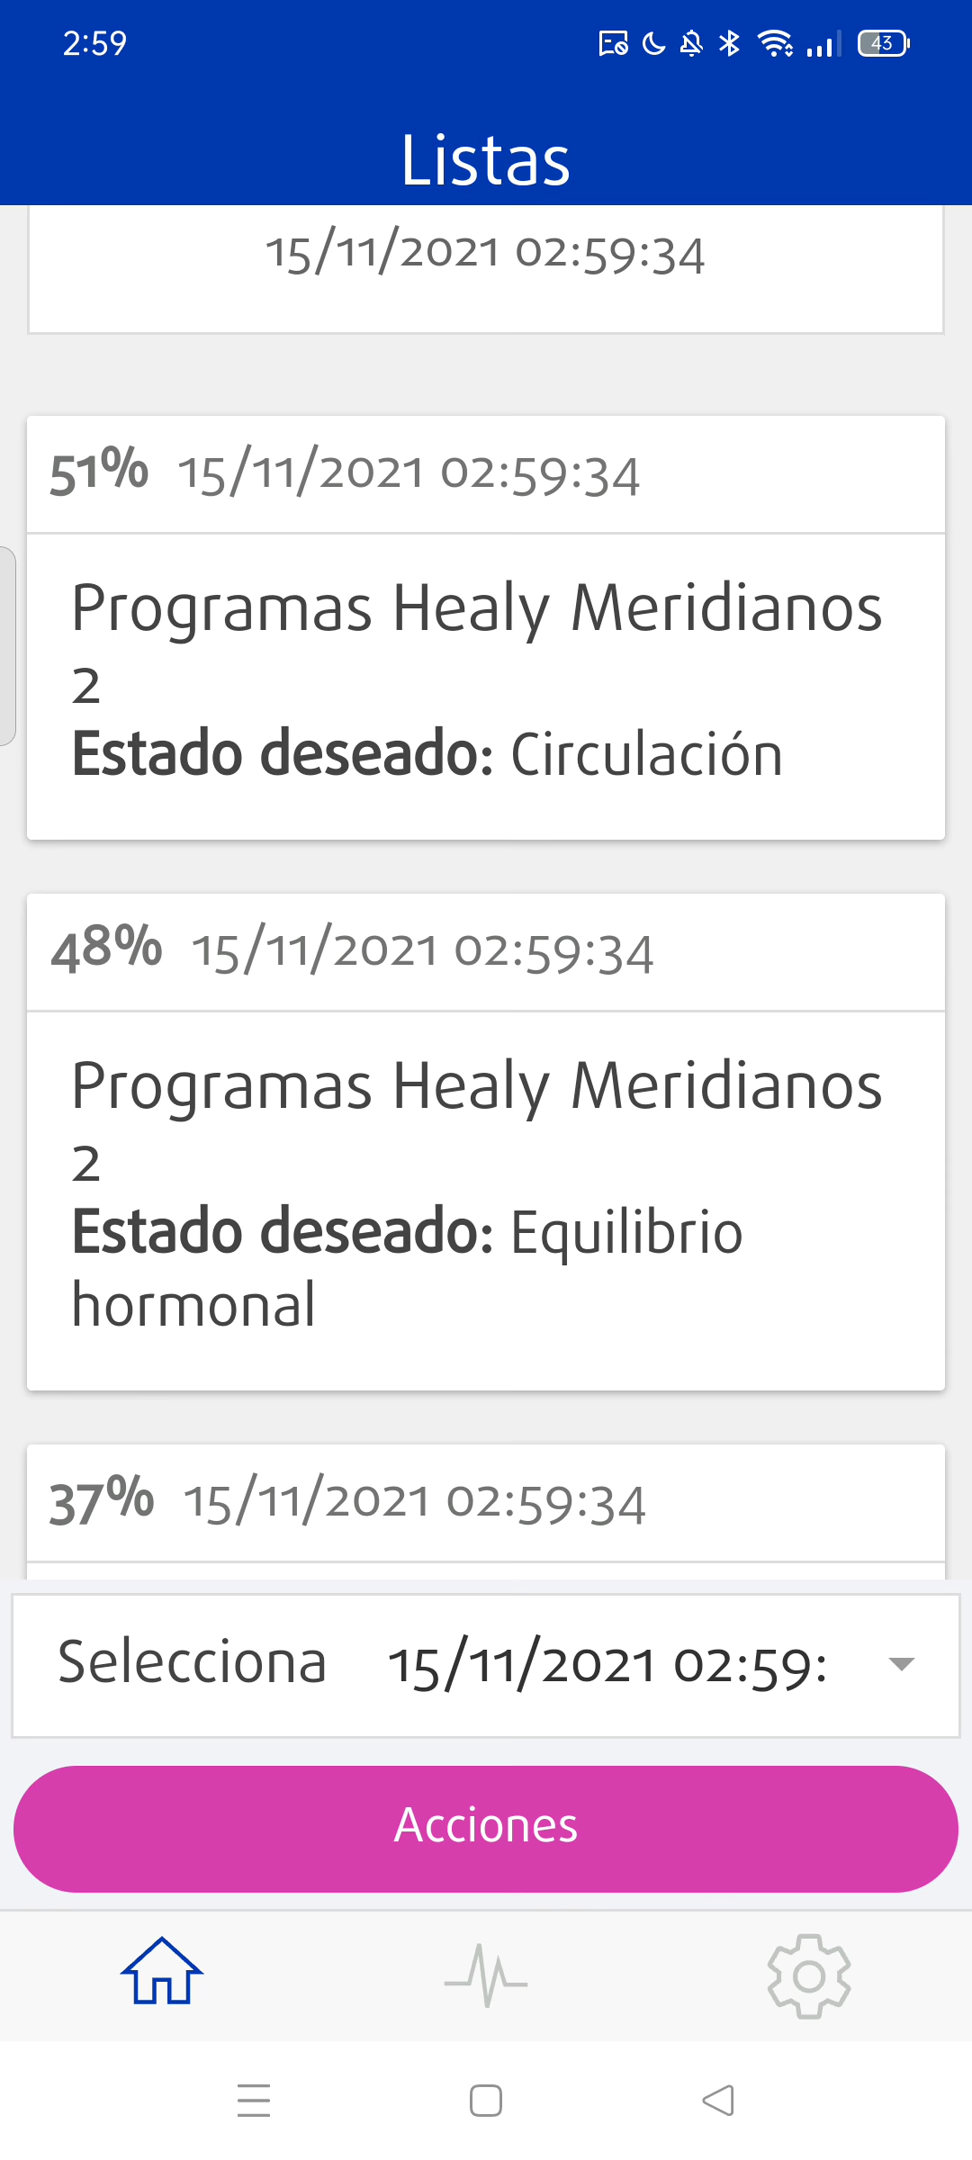 2:59
43
Listas
15/11/2021 02:59:34
51% 15/11/2021 02:59:34
Programas Healy Meridianos
2
Estado deseado: Circulación
48% 15/11/2021 02:59:34
Programas Healy Meridianos
2
Estado deseado: Equilibrio
hormonal
37% 15/11/2021 02:59:34
Selecciona 15/11/2021 02:59:
Acciones